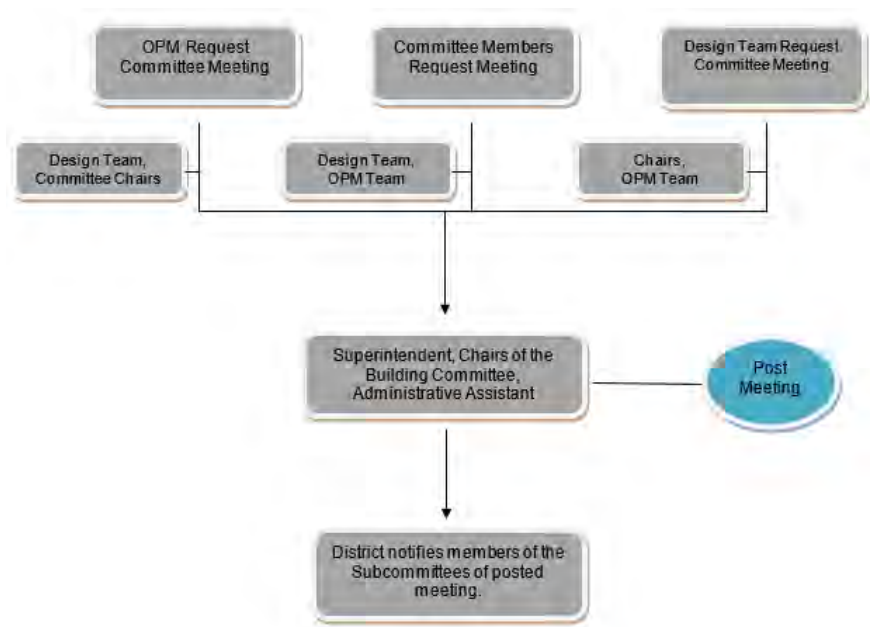 OPM Request
Committee Meeting
Committee Members
Request Meeting
Design Team Request
Committee Meeting
Design Team,
Committee Chairs
Design Team,
OPM Team
Chairs,
OPM Team
Superintendent, Chairs of the
Building Committee,
Administrative Assistant
Post
Meeting
District notifies members of the
Subcommittees of posted
meeting.